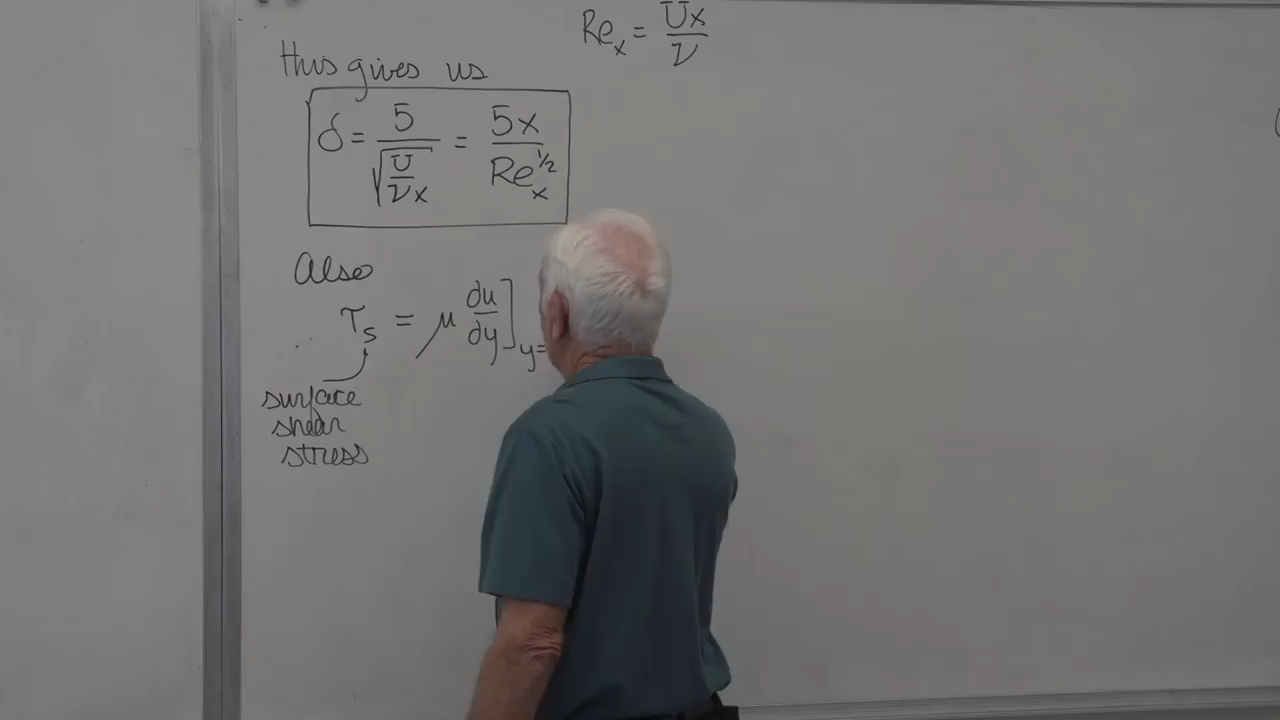 Re_x = Ux/ν
this gives us
δ = 5/√(U/νx) = 5x/Re_x^½
Also
τ_s = μ ∂u/∂y]_y=
surface
shear
stress